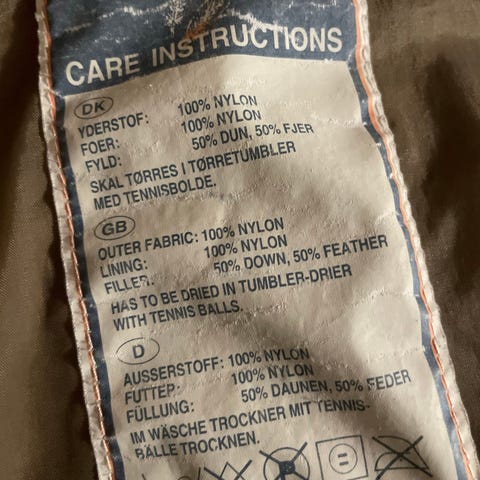 CARE INSTRUCTIONS
DK
YDERSTOF: 100% NYLON
FOER: 100% NYLON
FYLD: 50% DUN, 50% FJER
SKAL TØRRES I TØRRETUMBLER
MED TENNISBOLDE.
GB
OUTER FABRIC: 100% NYLON
LINING: 100% NYLON
FILLER: 50% DOWN, 50% FEATHER
HAS TO BE DRIED IN TUMBLER-DRIER
WITH TENNIS BALLS.
D
AUSSERSTOFF: 100% NYLON
FUTTER: 100% NYLON
FÜLLUNG: 50% DAUNEN, 50% FEDER
IM WÄSCHE TROCKNER MIT TENNIS-
BÄLLE TROCKNEN.